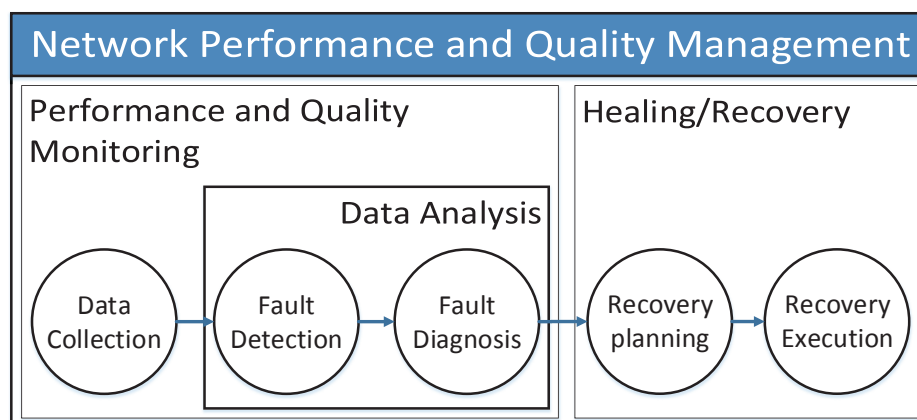 Network Performance and Quality Management
Performance and Quality
Monitoring
Healing/Recovery
Data Analysis
Data
Collection
Fault
Detection
Fault
Diagnosis
Recovery
planning
Recovery
Execution